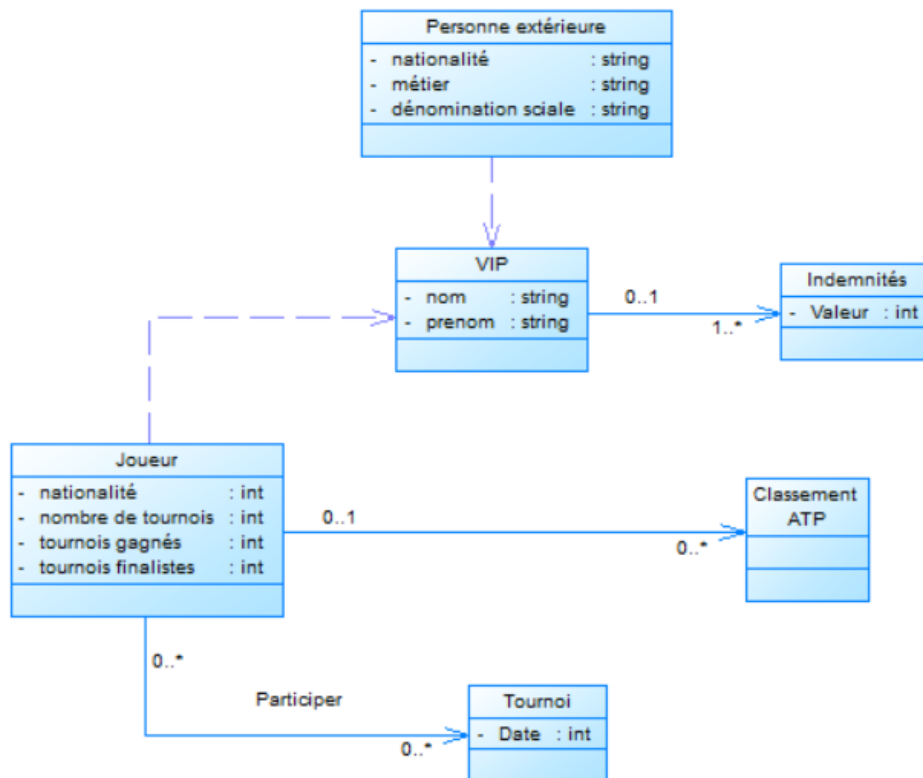 Personne extérieure
- nationalité : string
- métier : string
- dénomination sciale : string
VIP
- nom : string
- prenom : string
0..1
1..*
Indemnités
- Valeur : int
Joueur
- nationalité : int
- nombre de tournois : int
- tournois gagnés : int
- tournois finalistes : int
0..1
0..*
Classement
ATP
0..*
Participer
0..*
Tournoi
- Date : int